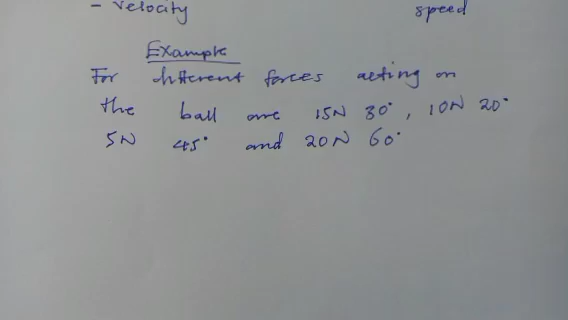 - Velocity speed
Example
For different forces acting on
the ball are 15N 30°, 10N 20°
5N 45° and 20N 60°